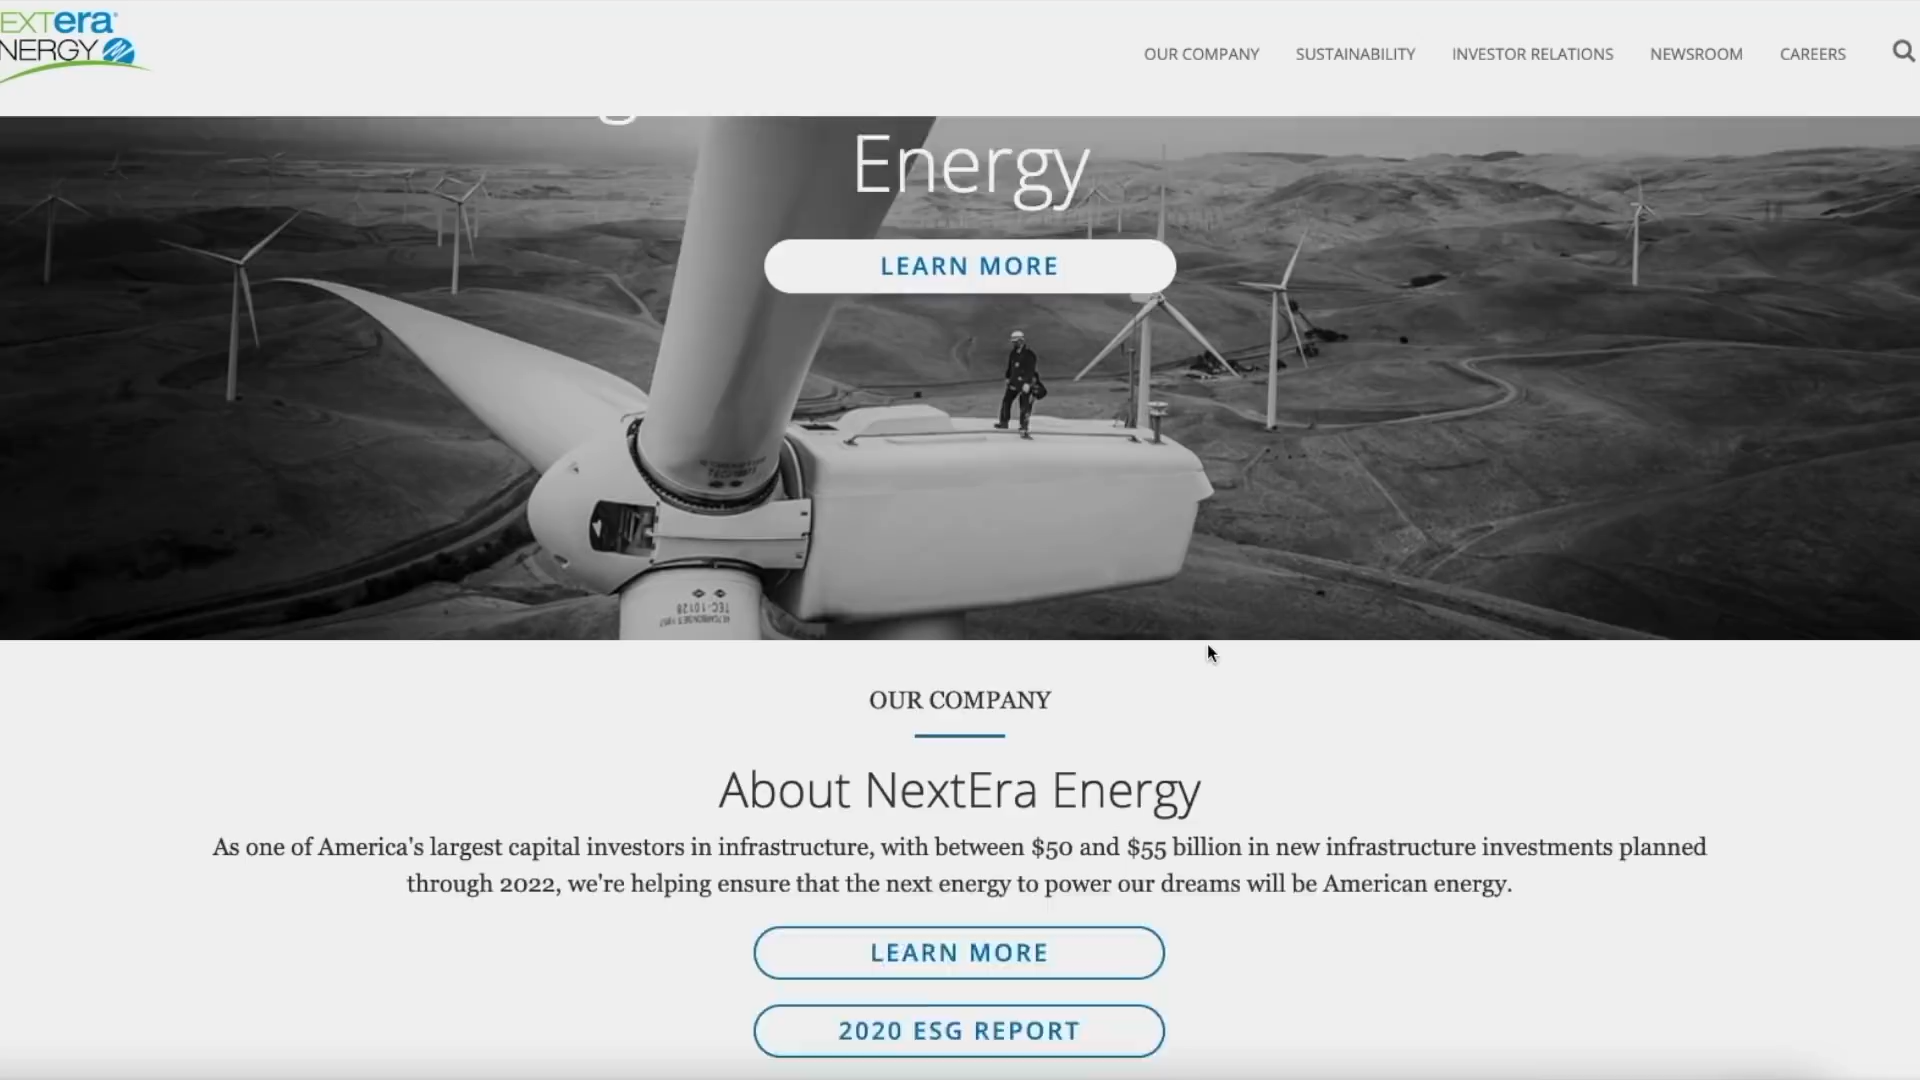 EXTera
NERGY
OUR COMPANY
SUSTAINABILITY
INVESTOR RELATIONS
NEWSROOM
CAREERS
Energy
LEARN MORE
TEC-10128
OUR COMPANY
About NextEra Energy
As one of America's largest capital investors in infrastructure, with between $50 and $55 billion in new infrastructure investments planned
through 2022, we're helping ensure that the next energy to power our dreams will be American energy.
LEARN MORE
2020 ESG REPORT